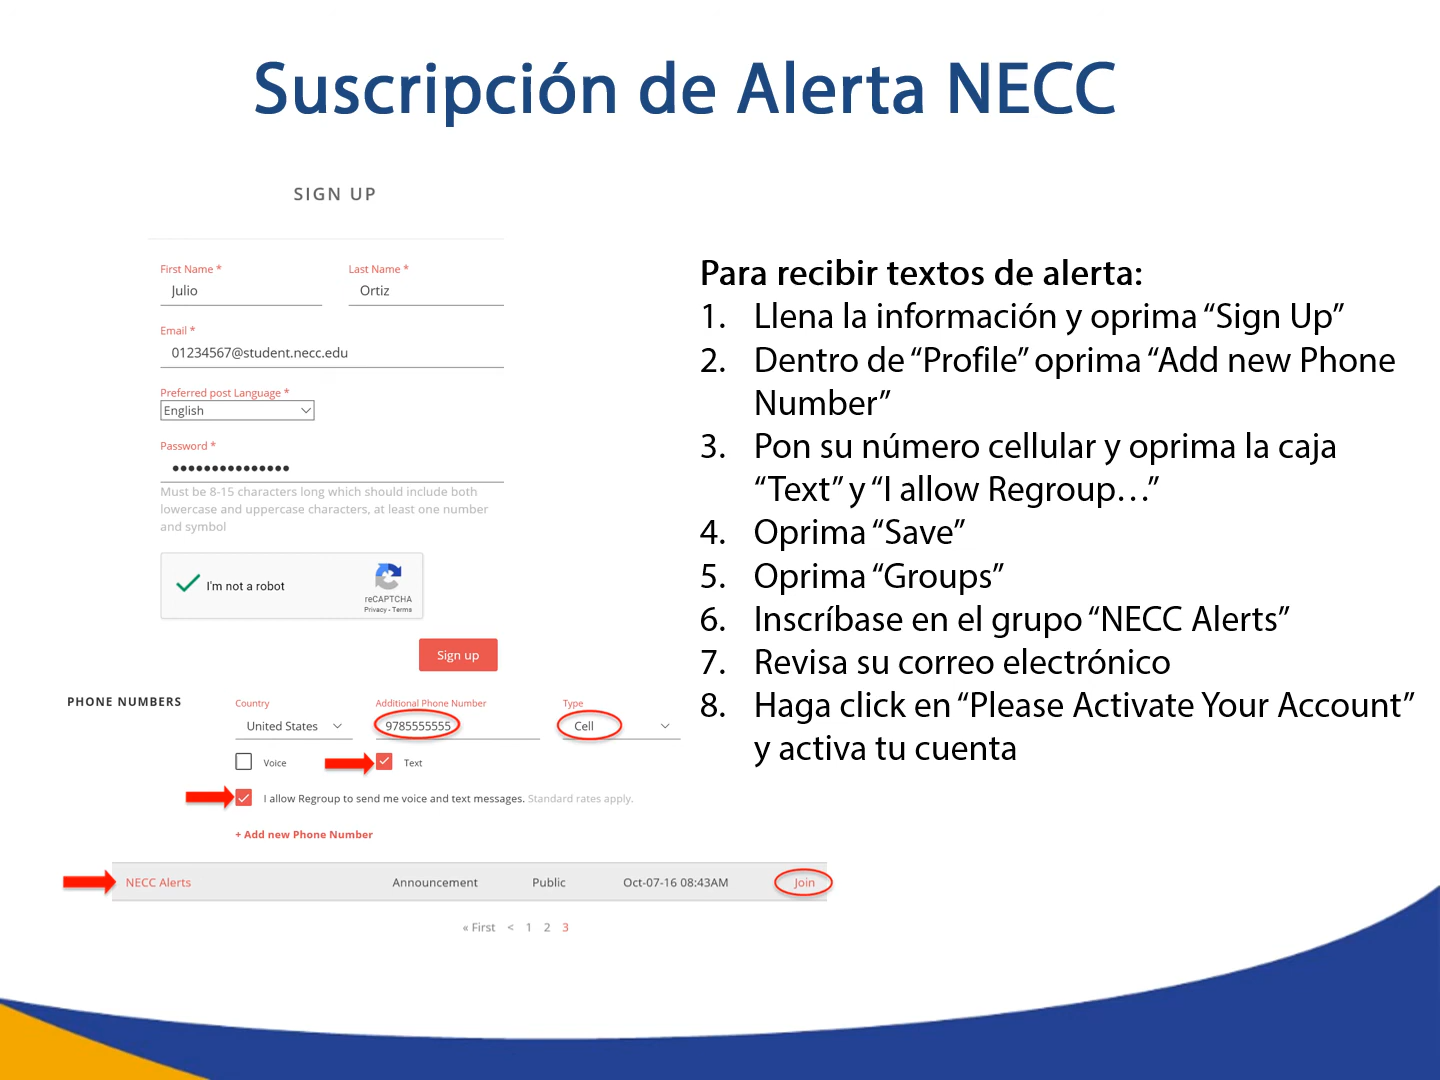 Suscripción de Alerta NECC
SIGN UP
First Name *
Last Name *
Julio
Ortiz
Email *
01234567@student.necc.edu
Preferred post Language *
English
Password *
•••••••••••••••
Must be 8-15 characters long which should include both
lowercase and uppercase characters, at least one number
and symbol
I'm not a robot
reCAPTCHA
Privacy - Terms
Sign up
PHONE NUMBERS
Country
Additional Phone Number
Type
United States
9785555555
Cell
Voice
Text
I allow Regroup to send me voice and text messages. Standard rates apply.
+ Add new Phone Number
NECC Alerts
Announcement
Public
Oct-07-16 08:43AM
Join
« First < 1 2 3
Para recibir textos de alerta:
1. Llena la información y oprima “Sign Up”
2. Dentro de “Profile” oprima “Add new Phone
Number”
3. Pon su número cellular y oprima la caja
“Text” y “I allow Regroup…”
4. Oprima “Save”
5. Oprima “Groups”
6. Inscríbase en el grupo “NECC Alerts”
7. Revisa su correo electrónico
8. Haga click en “Please Activate Your Account”
y activa tu cuenta